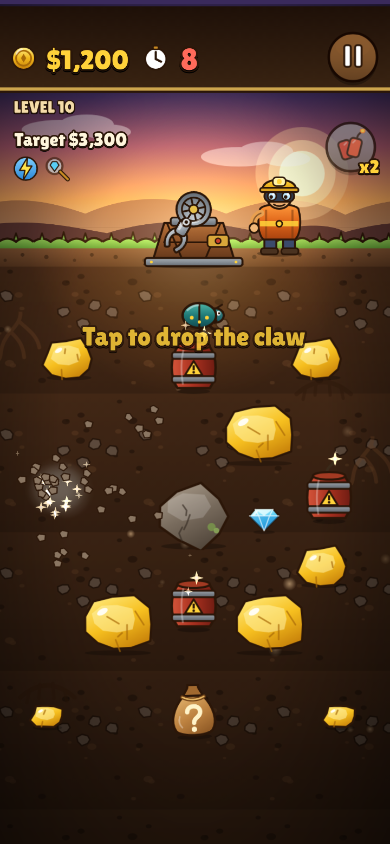 $1,200
8
LEVEL 10
Target $3,300
x2
Tap to drop the claw
?